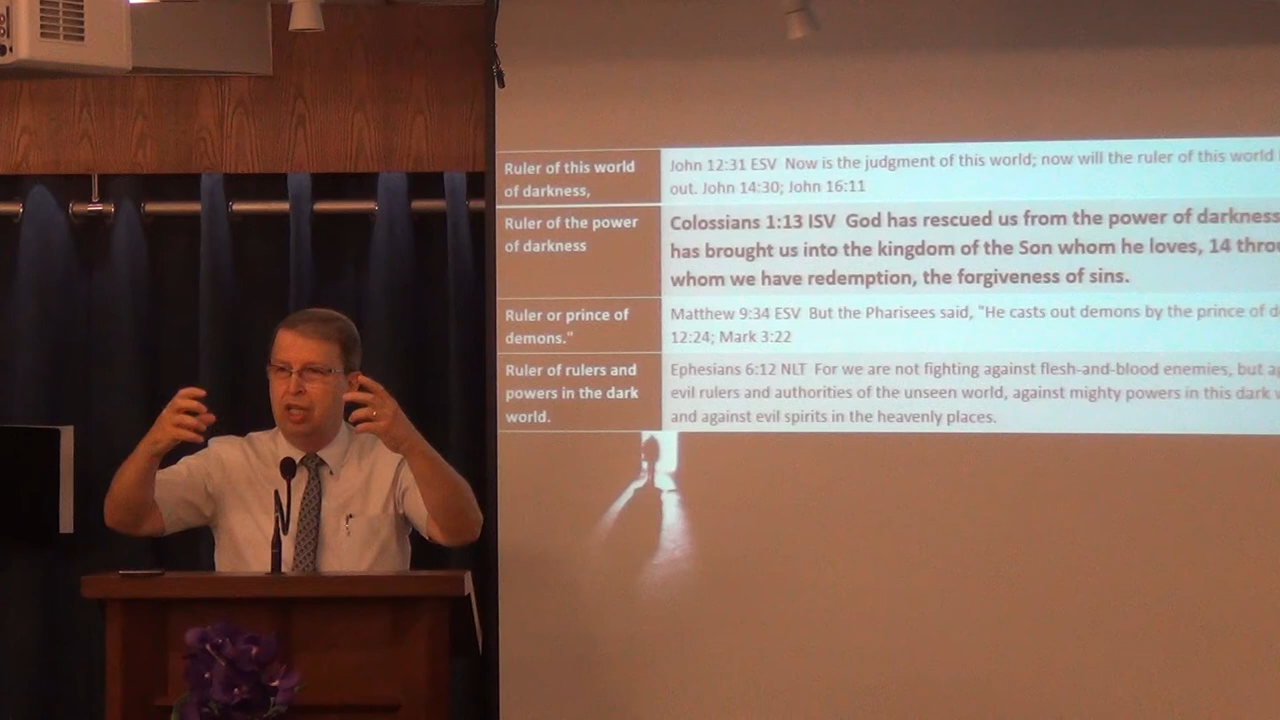 Ruler of this world
of darkness,
John 12:31 ESV  Now is the judgment of this world; now will the ruler of this world
out. John 14:30; John 16:11
Ruler of the power
of darkness
Colossians 1:13 ISV  God has rescued us from the power of darkness
has brought us into the kingdom of the Son whom he loves, 14
whom we have redemption, the forgiveness of sins.
Ruler or prince of
demons."
Matthew 9:34 ESV  But the Pharisees said, "He casts out demons by the prince of
12:24; Mark 3:22
Ruler of rulers and
powers in the dark
world.
Ephesians 6:12 NLT  For we are not fighting against flesh-and-blood enemies, but
evil rulers and authorities of the unseen world, against mighty powers in this dark
and against evil spirits in the heavenly places.